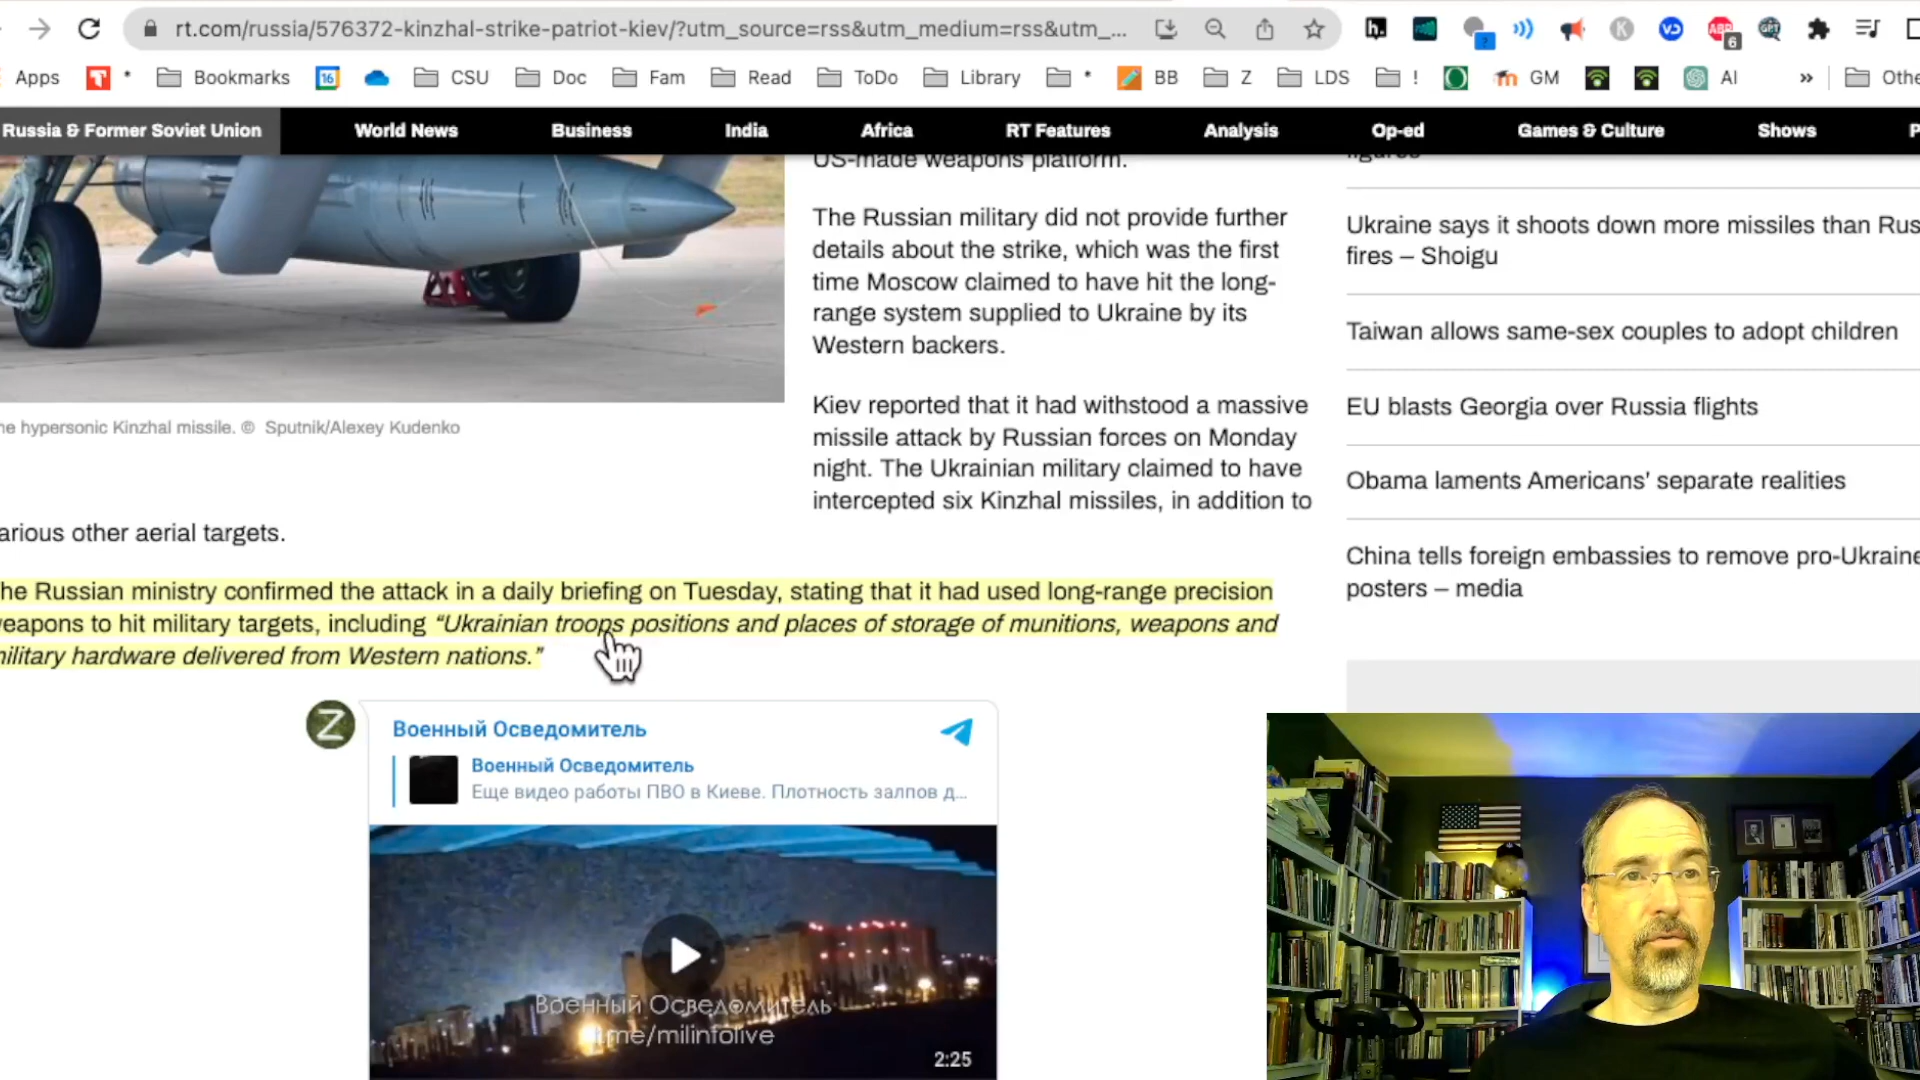 rt.com/russia/576372-kinzhal-strike-patriot-kiev/?utm_source=rss&utm_medium=rss&utm_...
6
Apps
*
Bookmarks
16
CSU
Doc
Fam
Read
ToDo
Library
*
BB
Z
LDS
!
GM
AI
»
Othe
Russia & Former Soviet Union
World News
Business
India
Africa
RT Features
Analysis
Op-ed
Games & Culture
Shows
P
US-made weapons platform.
The Russian military did not provide further
details about the strike, which was the first
time Moscow claimed to have hit the long-
range system supplied to Ukraine by its
Western backers.
Kiev reported that it had withstood a massive
missile attack by Russian forces on Monday
night. The Ukrainian military claimed to have
intercepted six Kinzhal missiles, in addition to
he hypersonic Kinzhal missile. © Sputnik/Alexey Kudenko
arious other aerial targets.
he Russian ministry confirmed the attack in a daily briefing on Tuesday, stating that it had used long-range precision
eapons to hit military targets, including “Ukrainian troops positions and places of storage of munitions, weapons and
military hardware delivered from Western nations.”
Z
Военный Осведомитель
Военный Осведомитель
Еще видео работы ПВО в Киеве. Плотность залпов д...
Военный Осведомитель
t.me/milinfolive
2:25
figures
Ukraine says it shoots down more missiles than Rus
fires – Shoigu
Taiwan allows same-sex couples to adopt children
EU blasts Georgia over Russia flights
Obama laments Americans’ separate realities
China tells foreign embassies to remove pro-Ukraine
posters – media